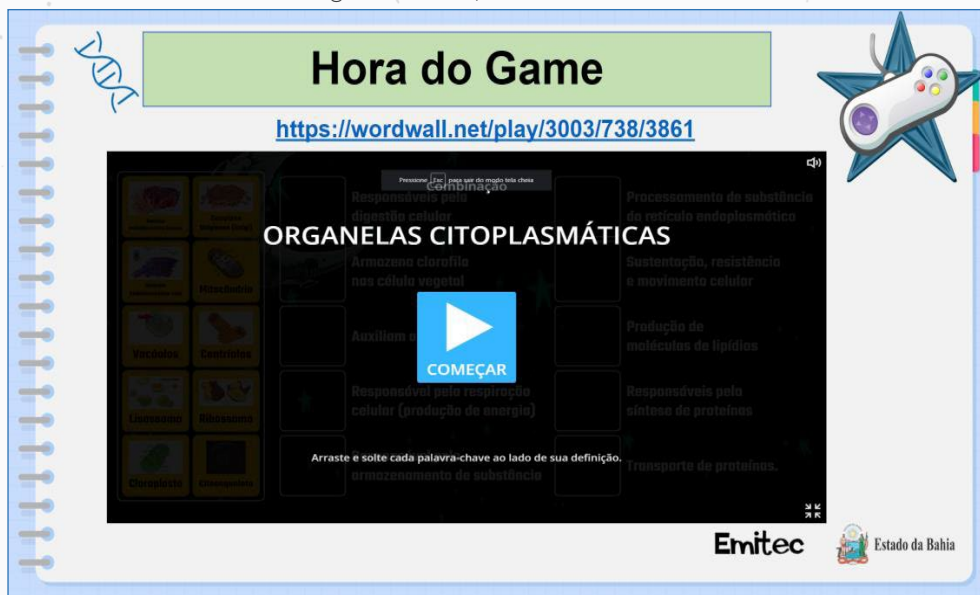 Hora do Game
https://wordwall.net/play/3003/738/3861
Pressione Esc para sair do modo tela cheia
Combinação
ORGANELAS CITOPLASMÁTICAS
Responsáveis pela
digestão celular
Processamento de substância
do retículo endoplasmático
Armazena clorofila
nas célula vegetal
Sustentação, resistência
e movimento celular
Mitocôndria
Auxiliam
Produção de
moléculas de lipídios
Vacúolos
Centríolos
COMEÇAR
Responsável pela respiração
celular (produção de energia)
Responsáveis pela
síntese de proteínas
Lisossomo
Ribossomo
Arraste e solte cada palavra-chave ao lado de sua definição.
armazenamento de substância
Transporte de proteínas.
Cloroplasto
Citoesqueleto
Emitec
Estado da Bahia